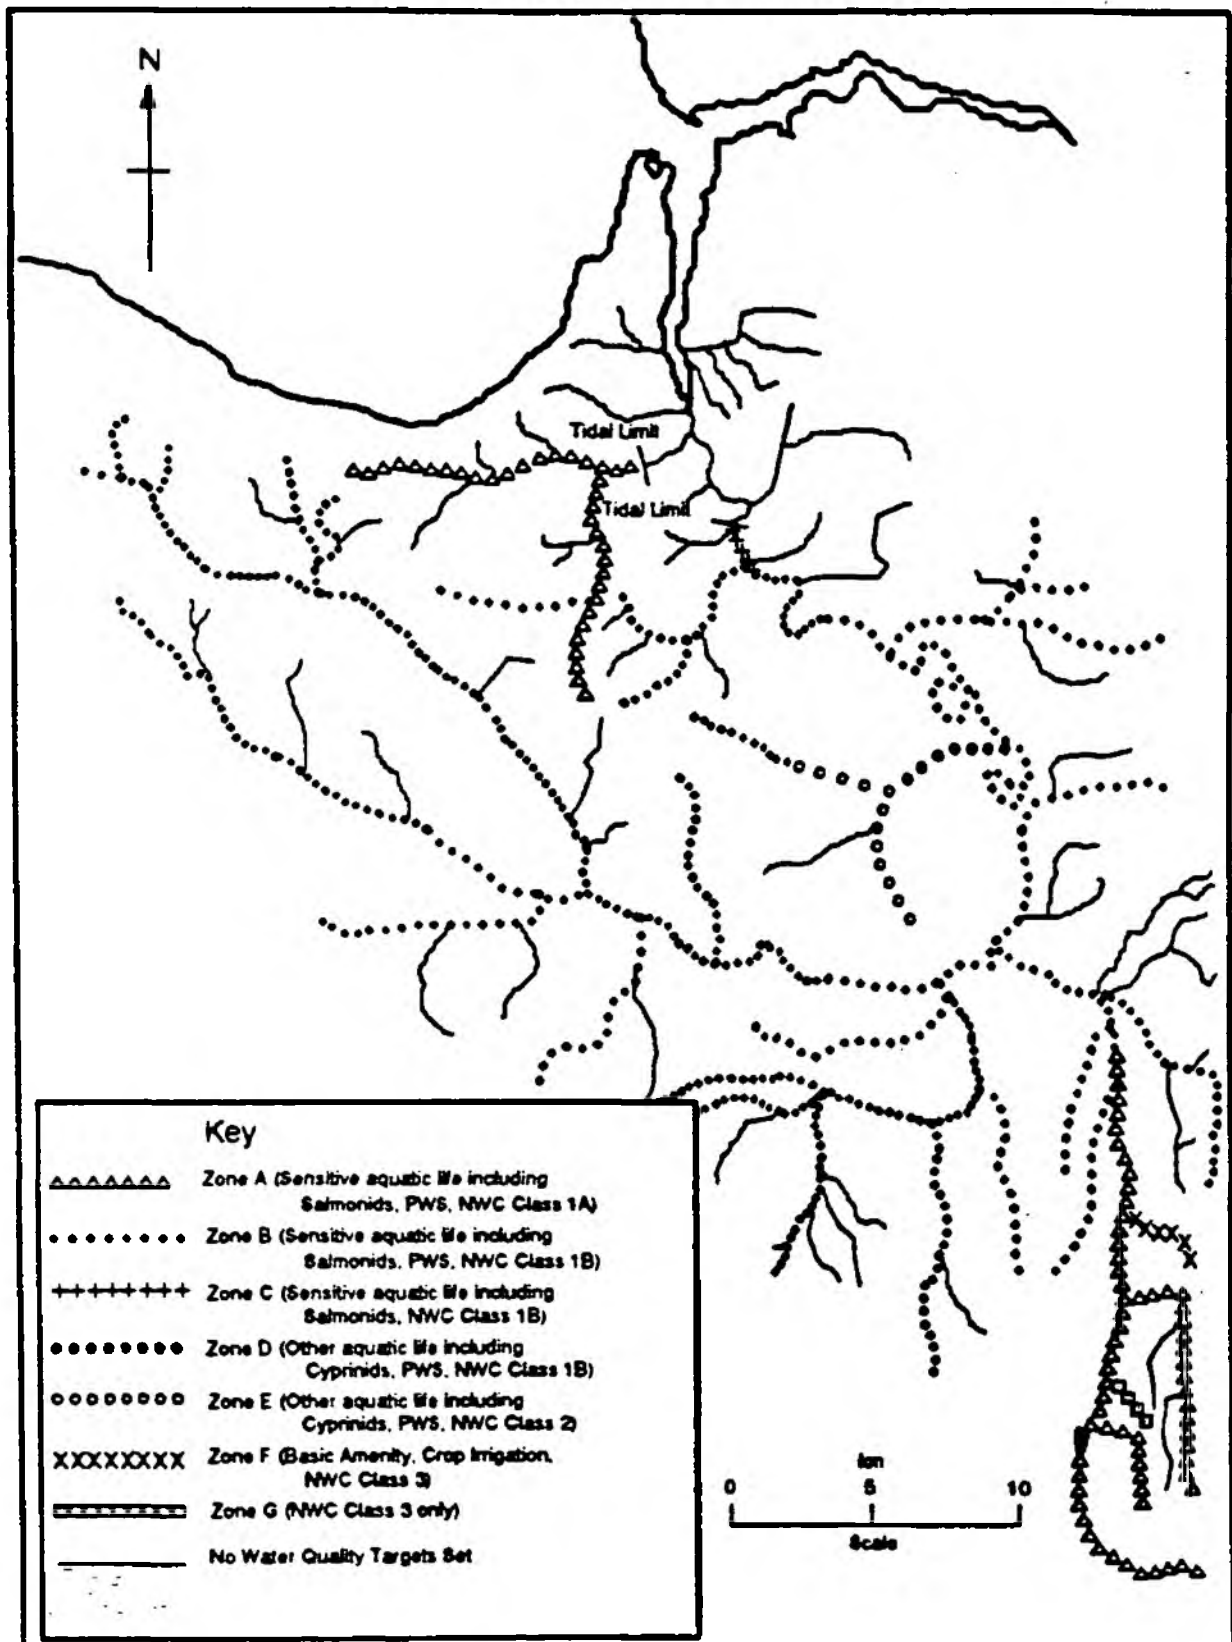 N
Tidal Limit
Tidal Limit
Key
Zone A (Sensitive aquatic life including
Salmonids, PWS, NWC Class 1A)
Zone B (Sensitive aquatic life including
Salmonids, PWS, NWC Class 1B)
Zone C (Sensitive aquatic life including
Salmonids, NWC Class 1B)
Zone D (Other aquatic life including
Cyprinids, PWS, NWC Class 1B)
Zone E (Other aquatic life including
Cyprinids, PWS, NWC Class 2)
Zone F (Basic Amenity, Crop Irrigation,
NWC Class 3)
Zone G (NWC Class 3 only)
No Water Quality Targets Set
0 5 10
Scale